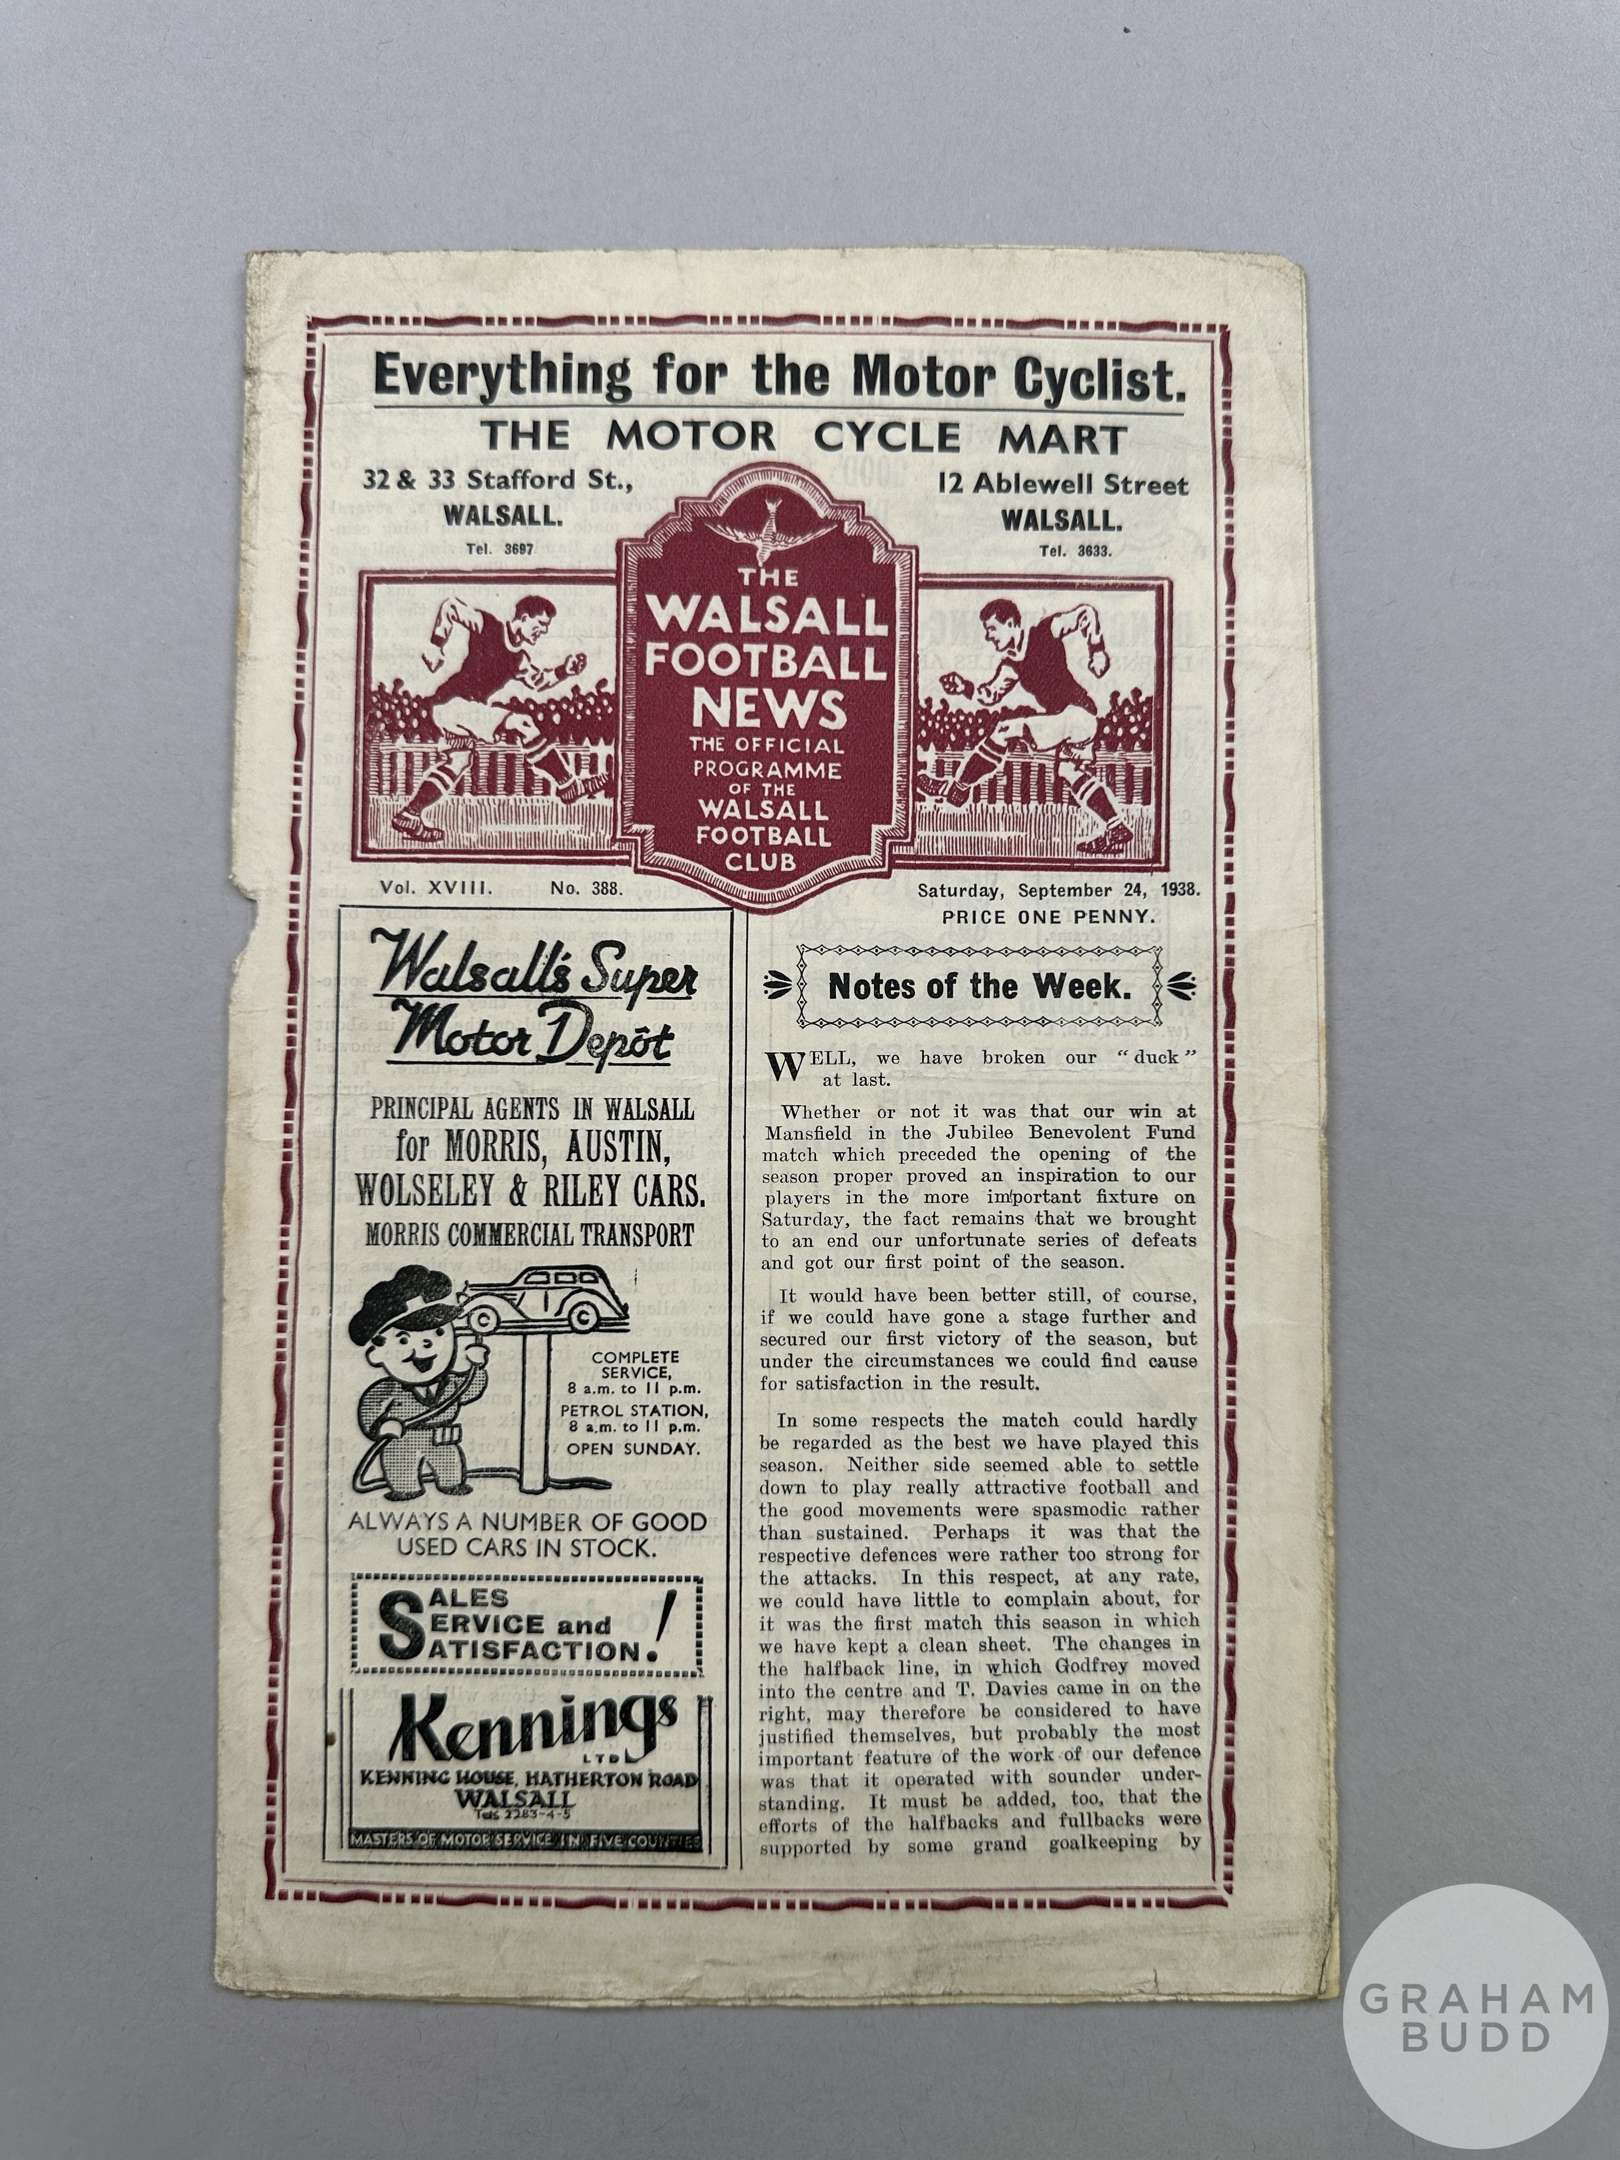 Everything for the Motor Cyclist.
THE MOTOR CYCLE MART
32 & 33 Stafford St.,
WALSALL.
Tel. 3697
12 Ablewell Street
WALSALL.
Tel. 3633.
THE
WALSALL
FOOTBALL
NEWS
THE OFFICIAL
PROGRAMME
OF THE
WALSALL
FOOTBALL
CLUB
Vol. XVIII. No. 388.
Saturday, September 24, 1938.
PRICE ONE PENNY.
Walsall's Super
Motor Depôt
PRINCIPAL AGENTS IN WALSALL
for MORRIS, AUSTIN,
WOLSELEY & RILEY CARS.
MORRIS COMMERCIAL TRANSPORT
COMPLETE
SERVICE,
8 a.m. to 11 p.m.
PETROL STATION,
8 a.m. to 11 p.m.
OPEN SUNDAY.
ALWAYS A NUMBER OF GOOD
USED CARS IN STOCK.
SALES
SERVICE and
SATISFACTION!
Kennings
LTD
KENNING HOUSE, HATHERTON ROAD
WALSALL
Tels 2283-4-5
MASTERS OF MOTOR SERVICE IN FIVE COUNTIES
Notes of the Week.
WELL, we have broken our "duck"
at last.
Whether or not it was that our win at
Mansfield in the Jubilee Benevolent Fund
match which preceded the opening of the
season proper proved an inspiration to our
players in the more important fixture on
Saturday, the fact remains that we brought
to an end our unfortunate series of defeats
and got our first point of the season.
It would have been better still, of course,
if we could have gone a stage further and
secured our first victory of the season, but
under the circumstances we could find cause
for satisfaction in the result.
In some respects the match could hardly
be regarded as the best we have played this
season. Neither side seemed able to settle
down to play really attractive football and
the good movements were spasmodic rather
than sustained. Perhaps it was that the
respective defences were rather too strong for
the attacks. In this respect, at any rate,
we could have little to complain about, for
it was the first match this season in which
we have kept a clean sheet. The changes in
the halfback line, in which Godfrey moved
into the centre and T. Davies came in on the
right, may therefore be considered to have
justified themselves, but probably the most
important feature of the work of our defence
was that it operated with sounder under-
standing. It must be added, too, that the
efforts of the halfbacks and fullbacks were
supported by some grand goalkeeping by
GRAHAM
BUDD